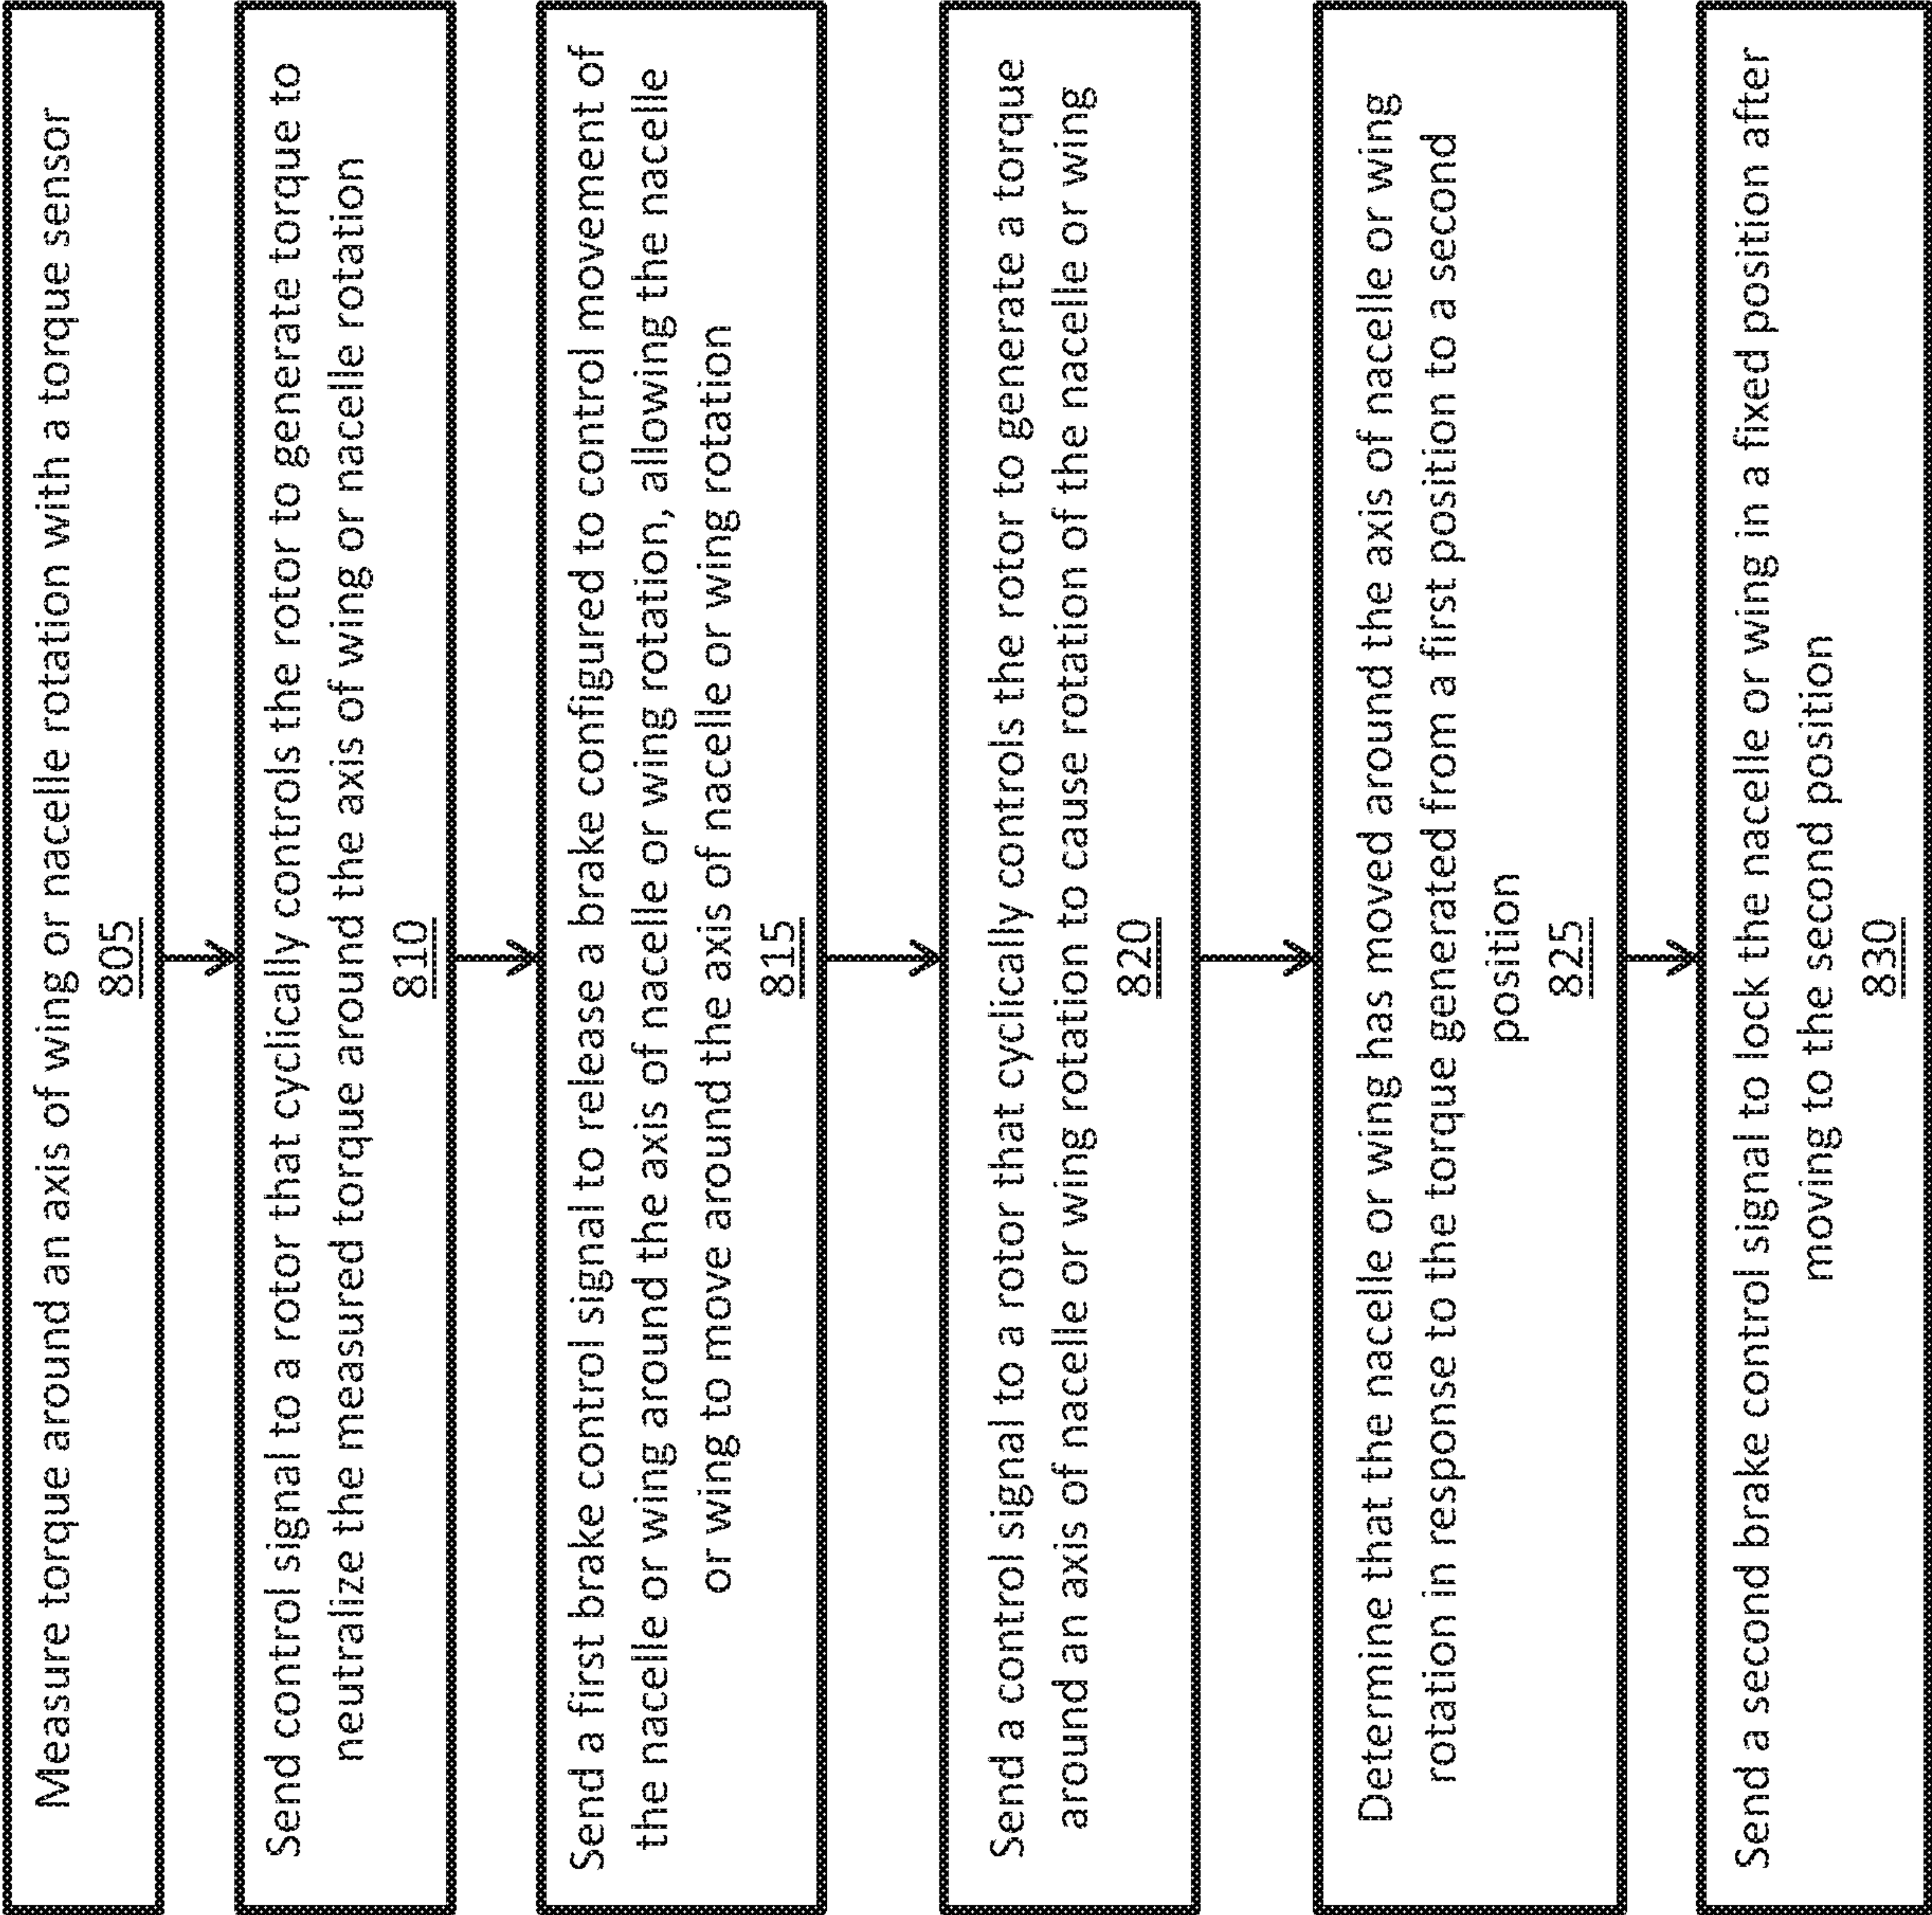 Measure torque around an axis of wing or nacelle rotation with a torque sensor
805
Send control signal to a rotor that cyclically controls the rotor to generate torque to
neutralize the measured torque around the axis of wing or nacelle rotation
810
Send a first brake control signal to release a brake configured to control movement of
the nacelle or wing around the axis of nacelle or wing rotation, allowing the nacelle
or wing to move around the axis of nacelle or wing rotation
815
Send a control signal to a rotor that cyclically controls the rotor to generate a torque
around an axis of nacelle or wing rotation to cause rotation of the nacelle or wing
820
Determine that the nacelle or wing has moved around the axis of nacelle or wing
rotation in response to the torque generated from a first position to a second
position
825
Send a second brake control signal to lock the nacelle or wing in a fixed position after
moving to the second position
830